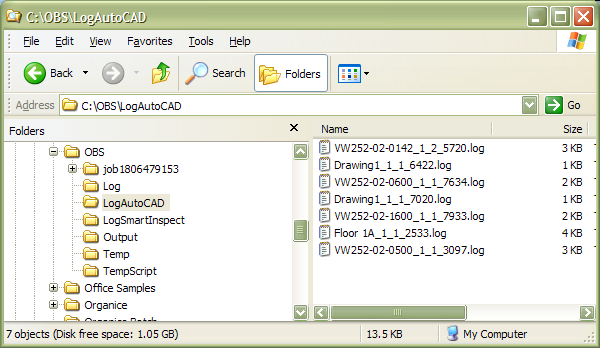 C:\OBS\LogAutoCAD
File Edit View Favorites Tools Help
Back Search Folders
Address C:\OBS\LogAutoCAD Go
Folders
OBS
job1806479153
Log
LogAutoCAD
LogSmartInspect
Output
Temp
TempScript
Office Samples
Organice
Organice Batch
Name Size
VW252-02-0142_1_2_5720.log 3 KB
Drawing1_1_1_6422.log 1 KB
VW252-02-0600_1_1_7634.log 2 KB
Drawing1_1_1_7020.log 1 KB
VW252-02-1600_1_1_7933.log 2 KB
Floor 1A_1_1_2533.log 4 KB
VW252-02-0500_1_1_3097.log 3 KB
7 objects (Disk free space: 1.05 GB) 13.5 KB My Computer